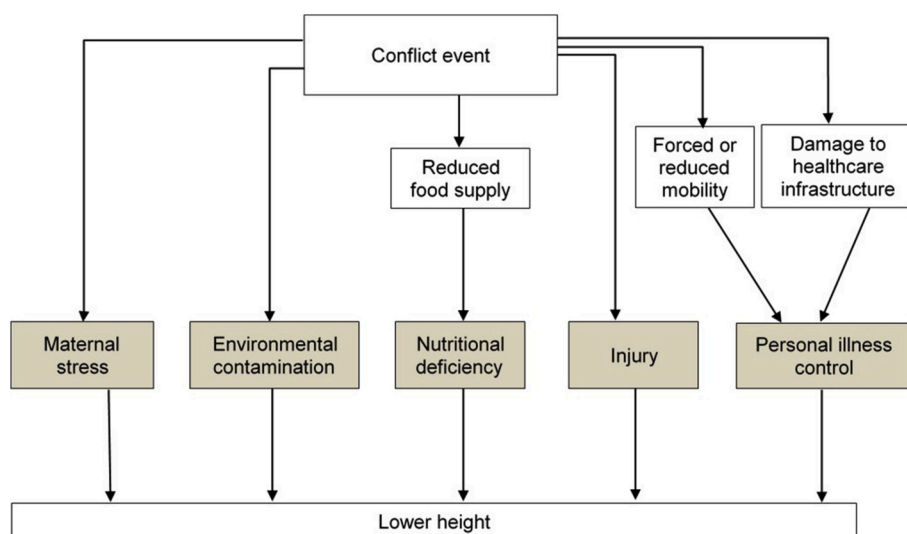 Conflict event
Reduced
food supply
Forced or
reduced
mobility
Damage to
healthcare
infrastructure
Maternal
stress
Environmental
contamination
Nutritional
deficiency
Injury
Personal illness
control
Lower height